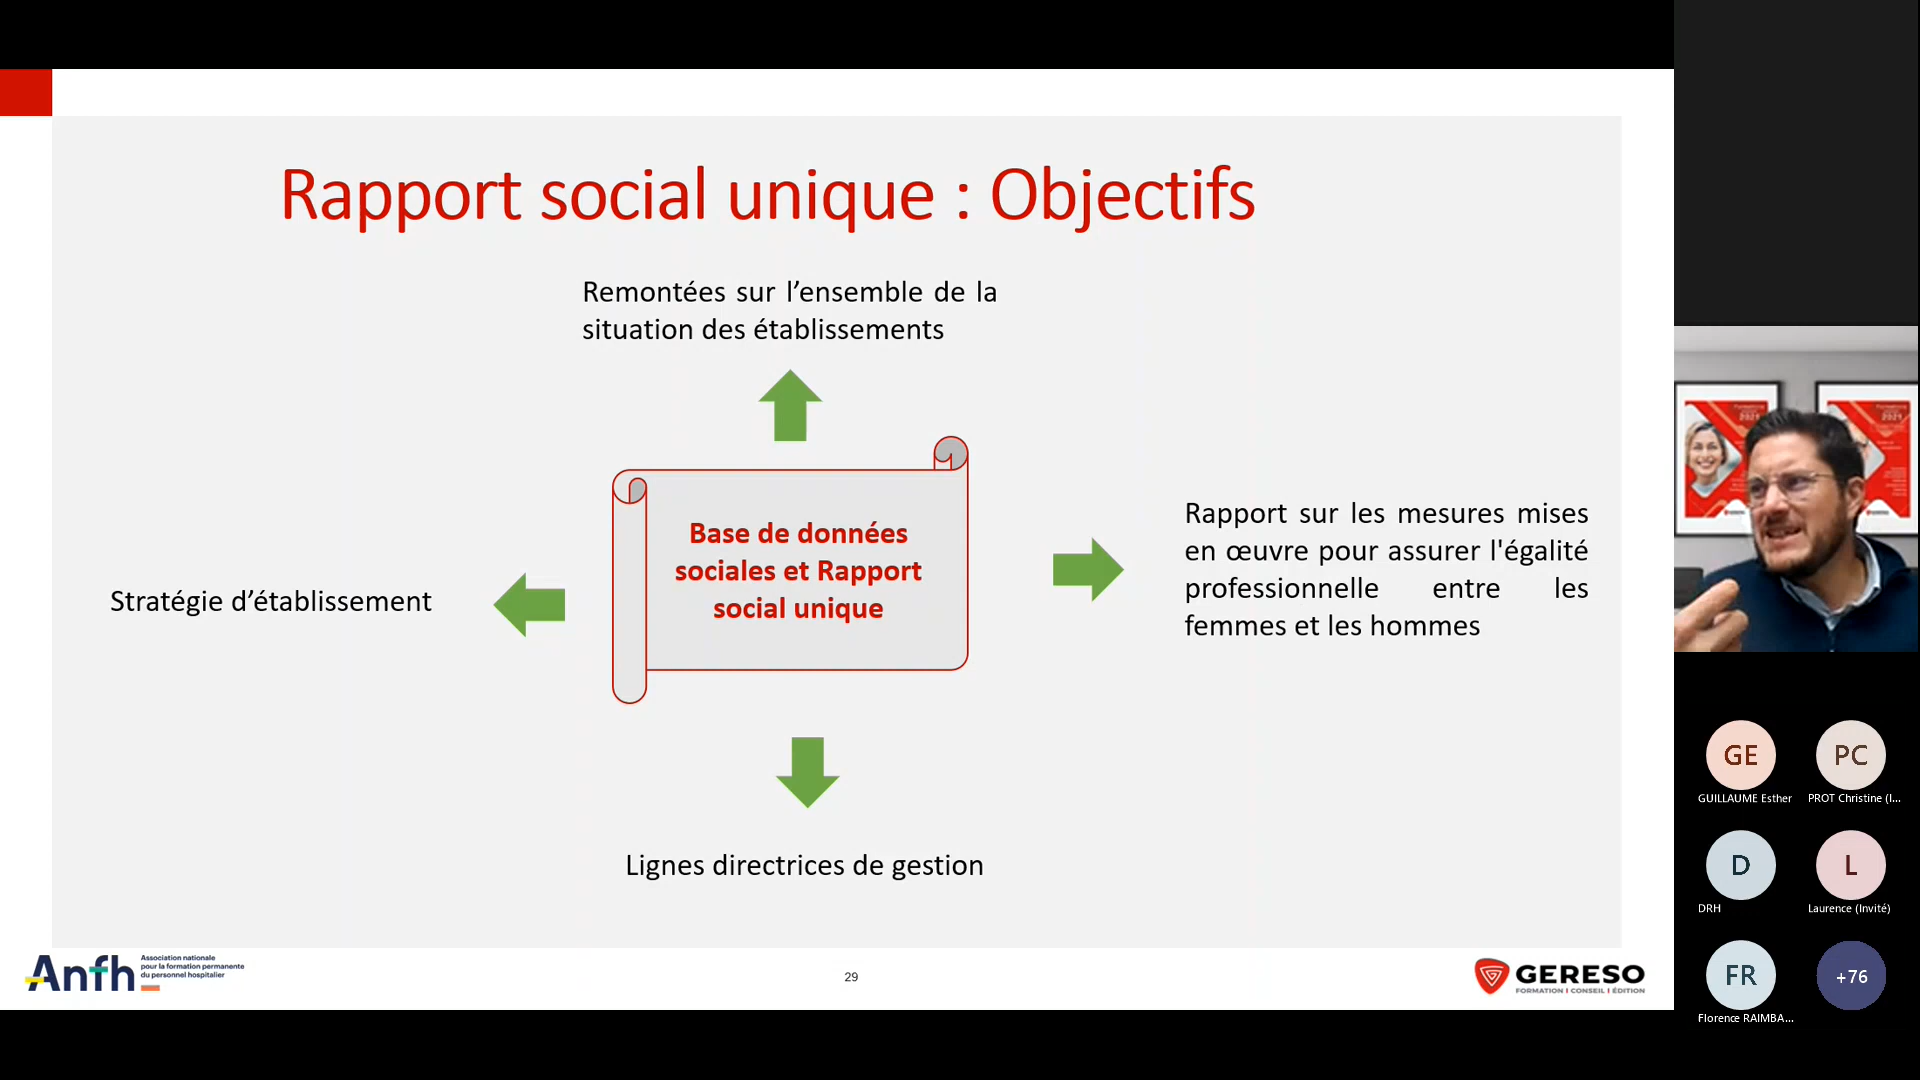 Rapport social unique : Objectifs
Remontées sur l’ensemble de la
situation des établissements
Base de données
sociales et Rapport
social unique
Stratégie d’établissement
Rapport sur les mesures mises
en œuvre pour assurer l'égalité
professionnelle entre les
femmes et les hommes
Lignes directrices de gestion
Anfh
Association nationale
pour la formation permanente
du personnel hospitalier
29
GERESO
FORMATION I CONSEIL I ÉDITION
GE
GUILLAUME Esther
PC
PROT Christine (I...
D
DRH
L
Laurence (Invité)
FR
Florence RAIMBA...
+76